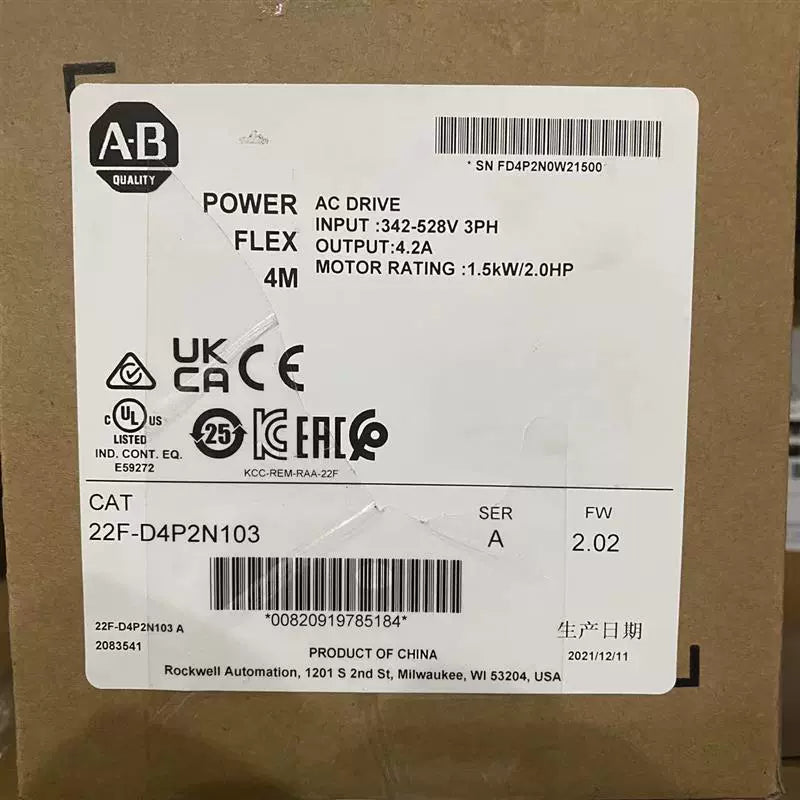 A-B
QUALITY
* SN FD4P2N0W21500
POWER
FLEX
4M
AC DRIVE
INPUT :342-528V 3PH
OUTPUT:4.2A
MOTOR RATING :1.5kW/2.0HP
UK
CA
CE
C UL US
LISTED
IND. CONT. EQ.
E59272
25
KC
EAC
KCC-REM-RAA-22F
CAT
22F-D4P2N103
SER
A
FW
2.02
*00820919785184*
22F-D4P2N103 A
2083541
生产日期
2021/12/11
PRODUCT OF CHINA
Rockwell Automation, 1201 S 2nd St, Milwaukee, WI 53204, USA